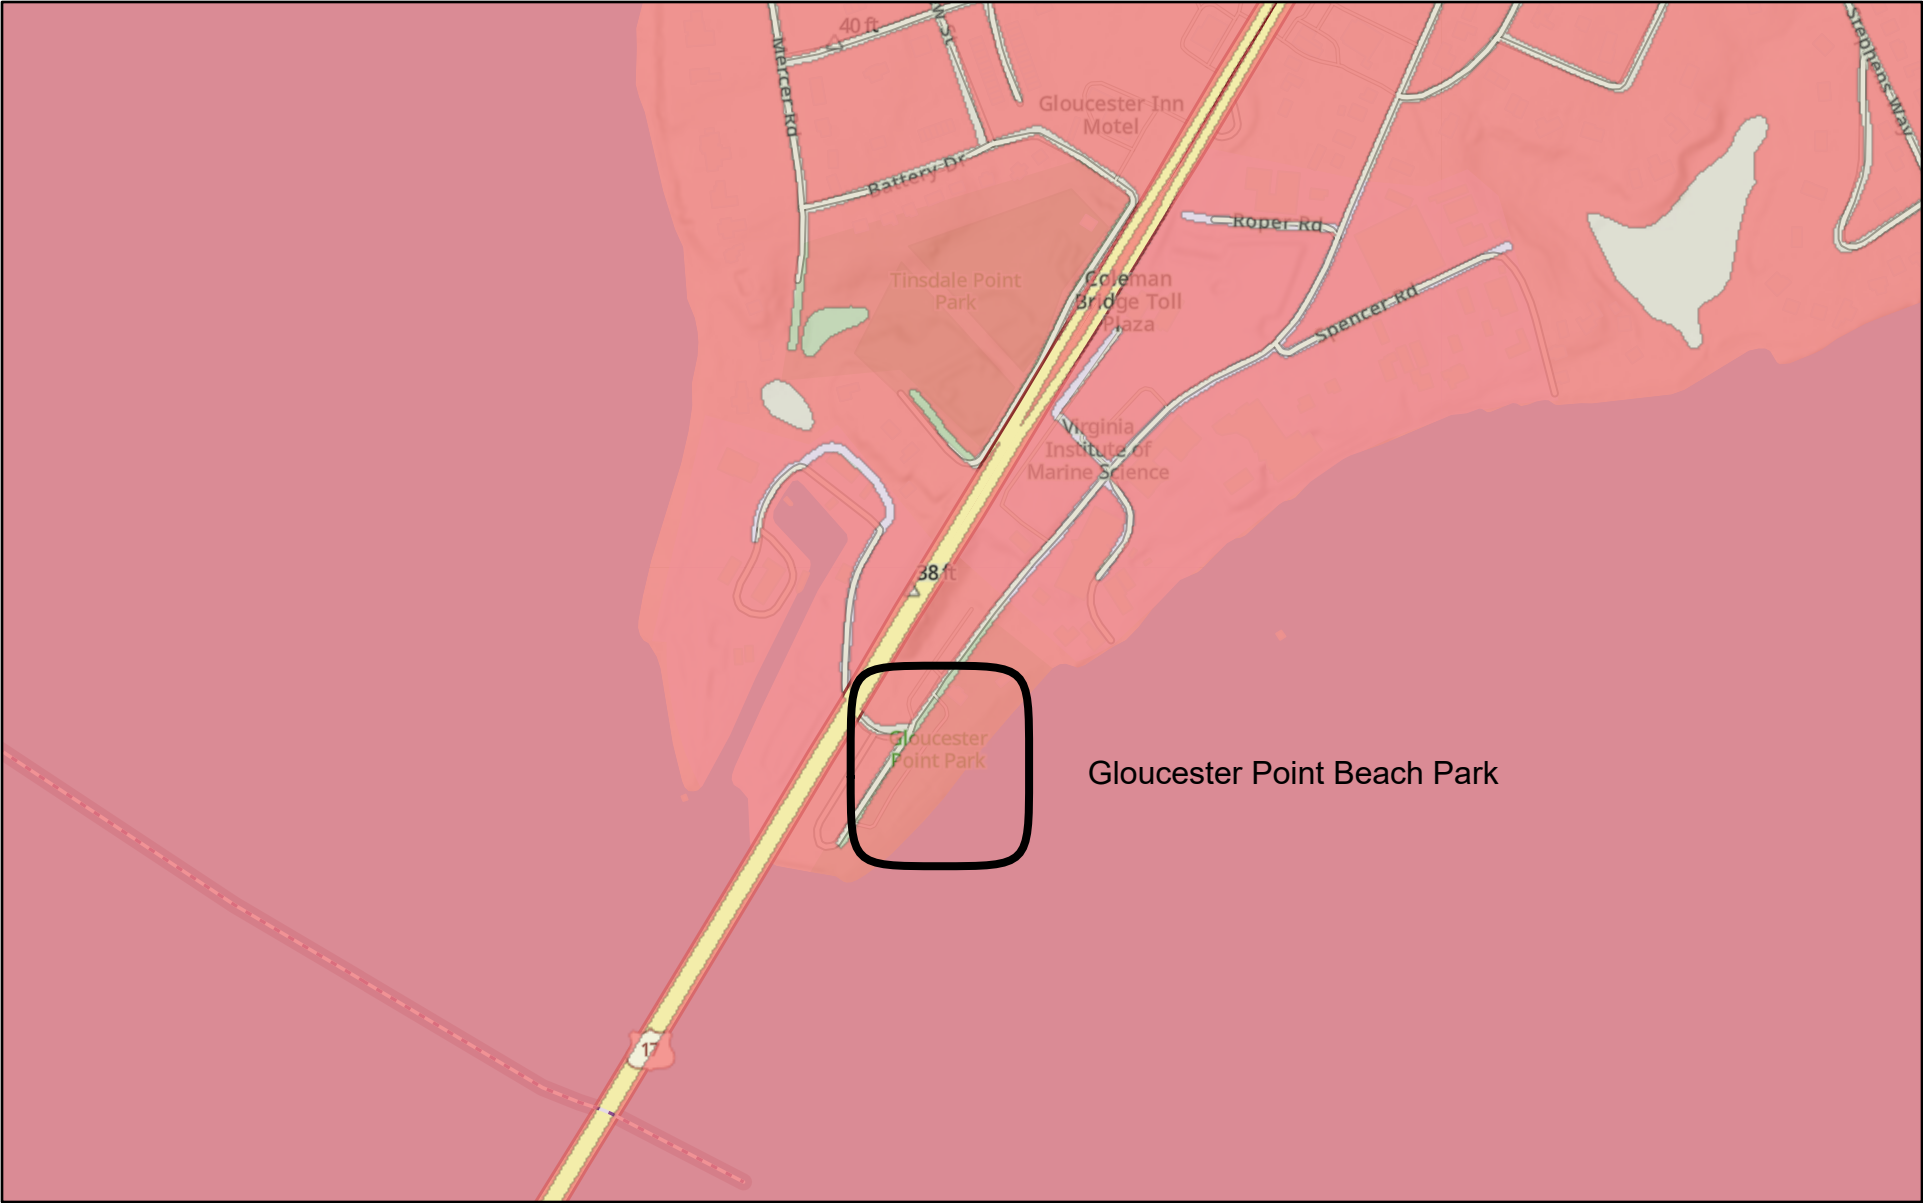 40 ft
W St
Mercer Rd
Stephens Way
Gloucester Inn
Motel
Battery Dr
Roper Rd
Tinsdale Point
Park
Coleman
Bridge Toll
Plaza
Spencer Rd
Virginia
Institute of
Marine Science
38 ft
Gloucester
Point Park
Gloucester Point Beach Park
17